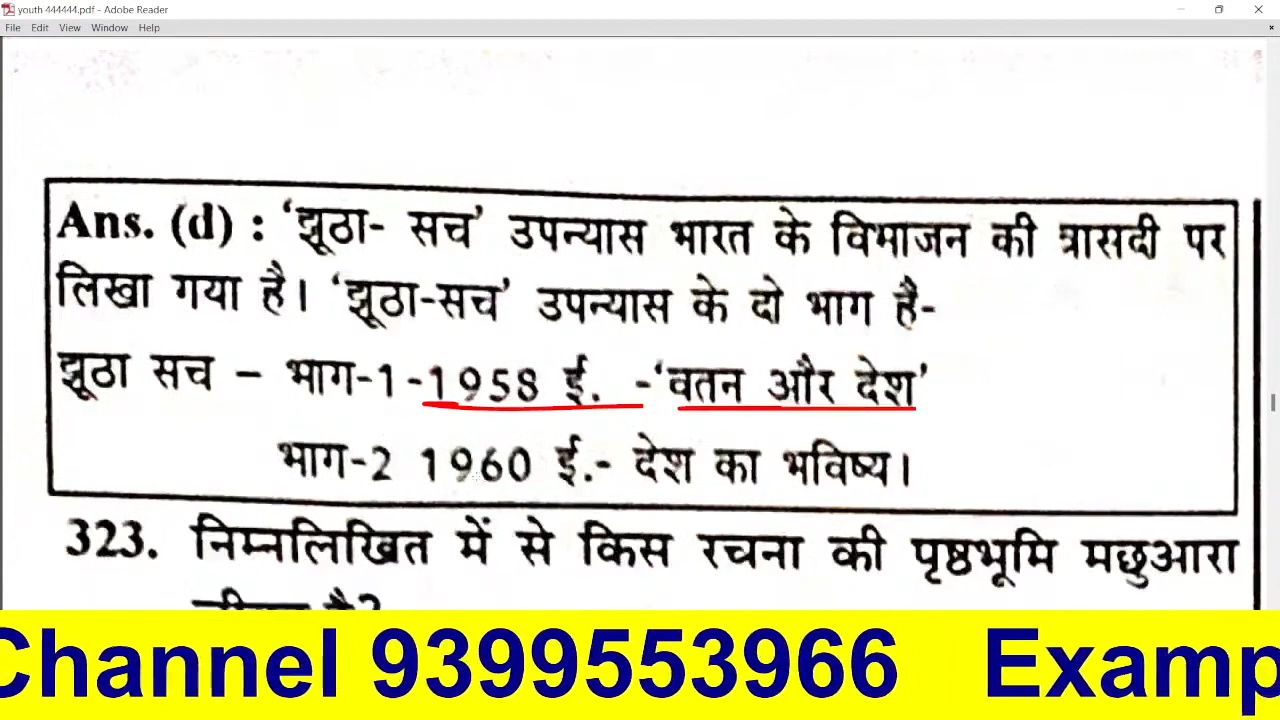 youth 444444.pdf - Adobe Reader
File Edit View Window Help
Ans. (d) : 'झूठा- सच' उपन्यास भारत के विभाजन की त्रासदी पर
लिखा गया है। 'झूठा-सच' उपन्यास के दो भाग है-
झूठा सच – भाग-1 -1958 ई. -'वतन और देश'
भाग-2 1960 ई.- देश का भविष्य।
323. निम्नलिखित में से किस रचना की पृष्ठभूमि मछुआरा
Channel 9399553966 Examp